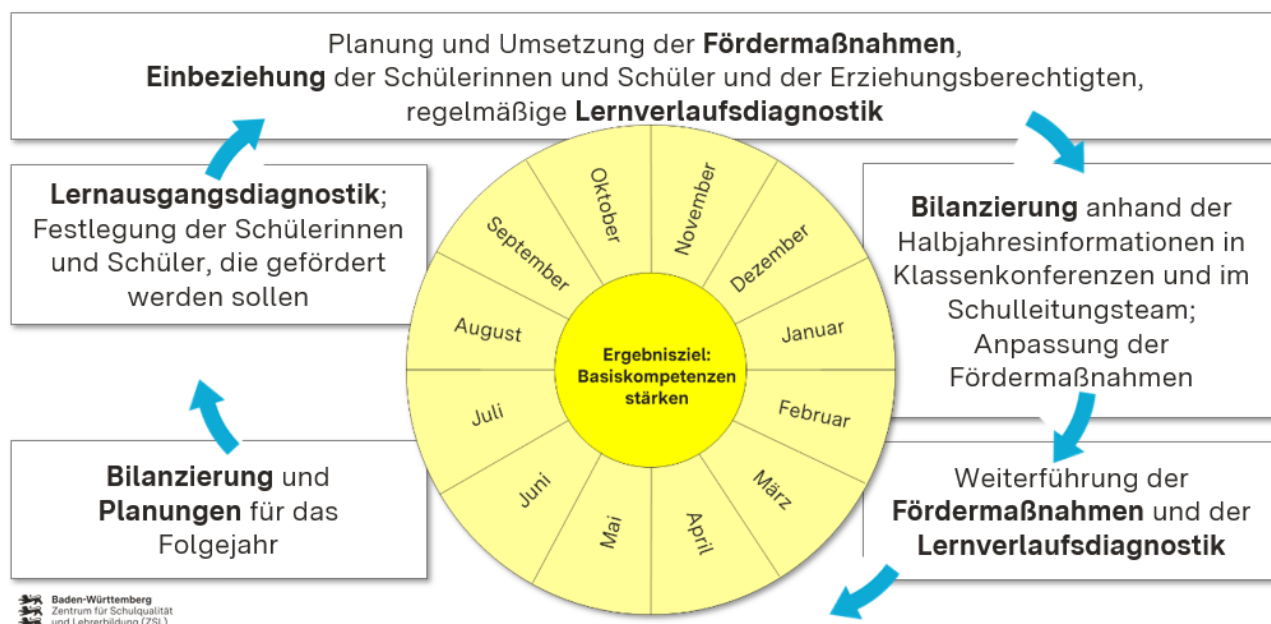 Planung und Umsetzung der Fördermaßnahmen,
Einbeziehung der Schülerinnen und Schüler und der Erziehungsberechtigten,
regelmäßige Lernverlaufsdiagnostik
Lernausgangsdiagnostik;
Festlegung der Schülerinnen
und Schüler, die gefördert
werden sollen
Bilanzierung anhand der
Halbjahresinformationen in
Klassenkonferenzen und im
Schulleitungsteam;
Anpassung der
Fördermaßnahmen
Oktober
November
Dezember
Januar
Februar
März
April
Mai
Juni
Juli
August
September
Ergebnisziel:
Basiskompetenzen
stärken
Bilanzierung und
Planungen für das
Folgejahr
Weiterführung der
Fördermaßnahmen und der
Lernverlaufsdiagnostik
Baden-Württemberg
Zentrum für Schulqualität
und Lehrerbildung (ZSL)